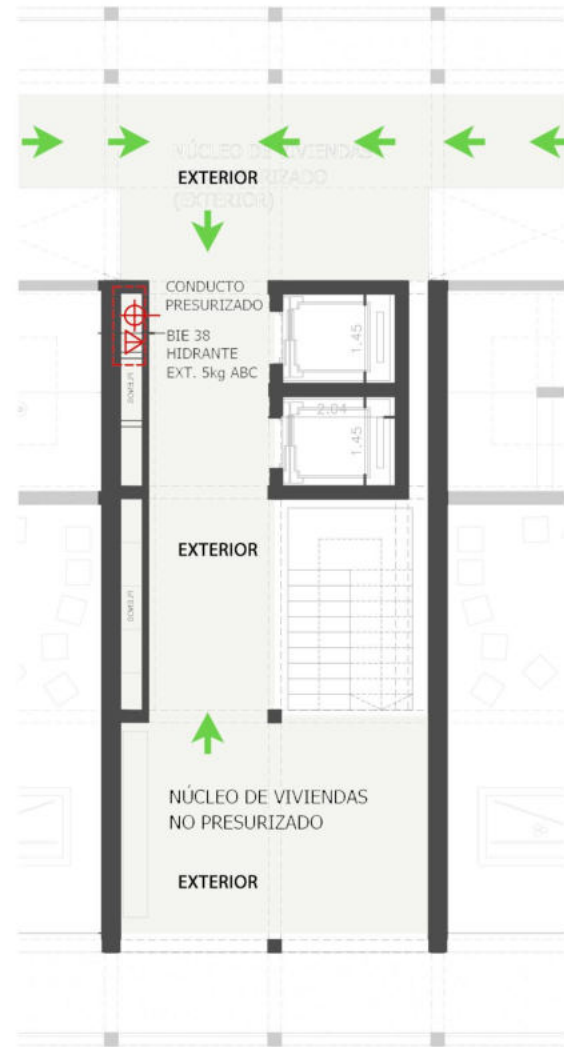 NÚCLEO DE VIVIENDAS
EXTERIOR
PRESURIZADO
(EXTERIOR)
CONDUCTO
PRESURIZADO
BIE 38
HIDRANTE
EXT. 5kg ABC
1.45
2.04
1.45
EXTERIOR
NÚCLEO DE VIVIENDAS
NO PRESURIZADO
EXTERIOR